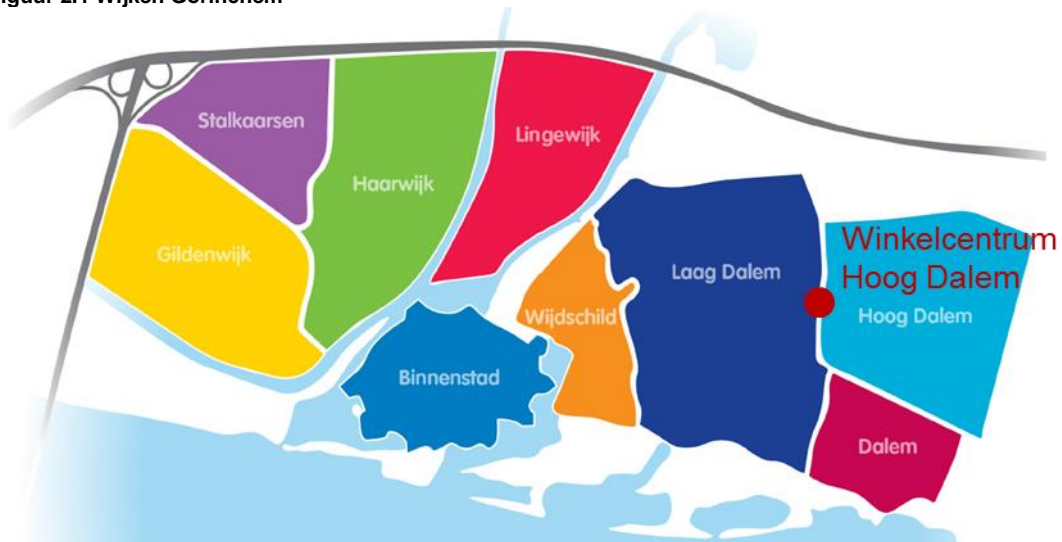 Stalkaarsen
Lingewijk
Haarwijk
Gildenwijk
Winkelcentrum
Hoog Dalem
Laag Dalem
Wijdschild
Hoog Dalem
Binnenstad
Dalem